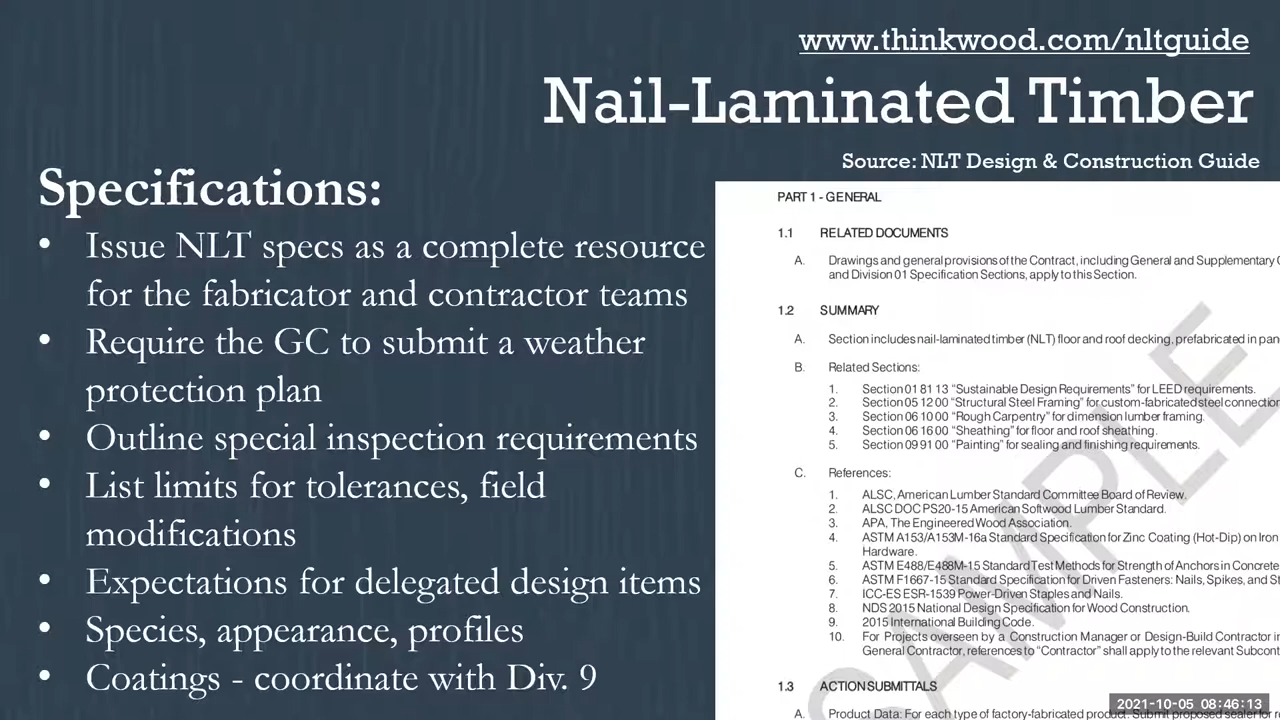 www.thinkwood.com/nltguide
Nail-Laminated Timber
Source: NLT Design & Construction Guide
Specifications:
• Issue NLT specs as a complete resource
for the fabricator and contractor teams
• Require the GC to submit a weather
protection plan
• Outline special inspection requirements
• List limits for tolerances, field
modifications
• Expectations for delegated design items
• Species, appearance, profiles
• Coatings - coordinate with Div. 9
PART 1 - GENERAL
1.1 RELATED DOCUMENTS
A. Drawings and general provisions of the Contract, including General and Supplementary
and Division 01 Specification Sections, apply to this Section.
1.2 SUMMARY
A. Section includes nail-laminated timber (NLT) floor and roof decking, prefabricated in
B. Related Sections:
1. Section 01 81 13 “Sustainable Design Requirements” for LEED requirements.
2. Section 05 12 00 “Structural Steel Framing” for custom-fabricated steel
3. Section 06 10 00 “Rough Carpentry” for dimension lumber framing.
4. Section 06 16 00 “Sheathing” for floor and roof sheathing.
5. Section 09 91 00 “Painting” for sealing and finishing requirements.
C. References:
1. ALSC, American Lumber Standard Committee Board of Review.
2. ALSC DOC PS20-15 American Softwood Lumber Standard.
3. APA, The Engineered Wood Association.
4. ASTM A153/A153M-16a Standard Specification for Zinc Coating (Hot-Dip) on Iron
Hardware.
5. ASTM E488/E488M-15 Standard Test Methods for Strength of Anchors in Concrete
6. ASTM F1667-15 Standard Specification for Driven Fasteners: Nails, Spikes, and
7. ICC-ES ESR-1539 Power-Driven Staples and Nails.
8. NDS 2015 National Design Specification for Wood Construction.
9. 2015 International Building Code.
10. For Projects overseen by a Construction Manager or Design-Build Contractor
General Contractor, references to “Contractor” shall apply to the relevant
1.3 ACTION SUBMITTALS
A. Product Data: For each type of factory-fabricated product. Submit proposed sealer for
SAMPLE
2021-10-05 08:46:13